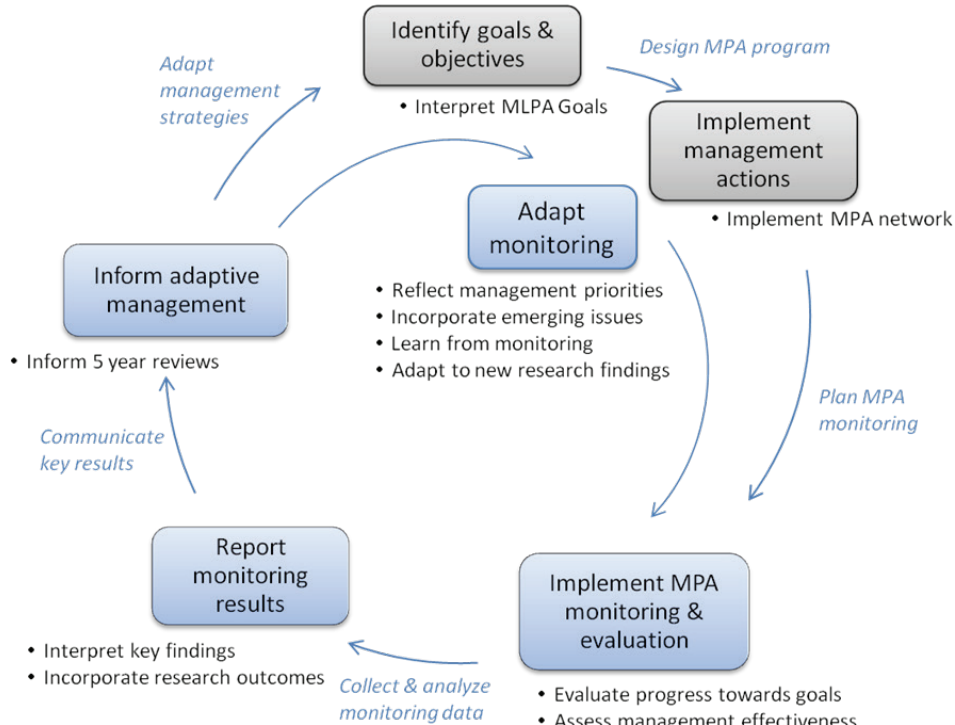 Identify goals &
objectives
• Interpret MLPA Goals
Design MPA program
Implement
management
actions
• Implement MPA network
Adapt
management
strategies
Adapt
monitoring
• Reflect management priorities
• Incorporate emerging issues
• Learn from monitoring
• Adapt to new research findings
Plan MPA
monitoring
Inform adaptive
management
• Inform 5 year reviews
Communicate
key results
Report
monitoring
results
• Interpret key findings
• Incorporate research outcomes
Collect & analyze
monitoring data
Implement MPA
monitoring &
evaluation
• Evaluate progress towards goals
• Assess management effectiveness